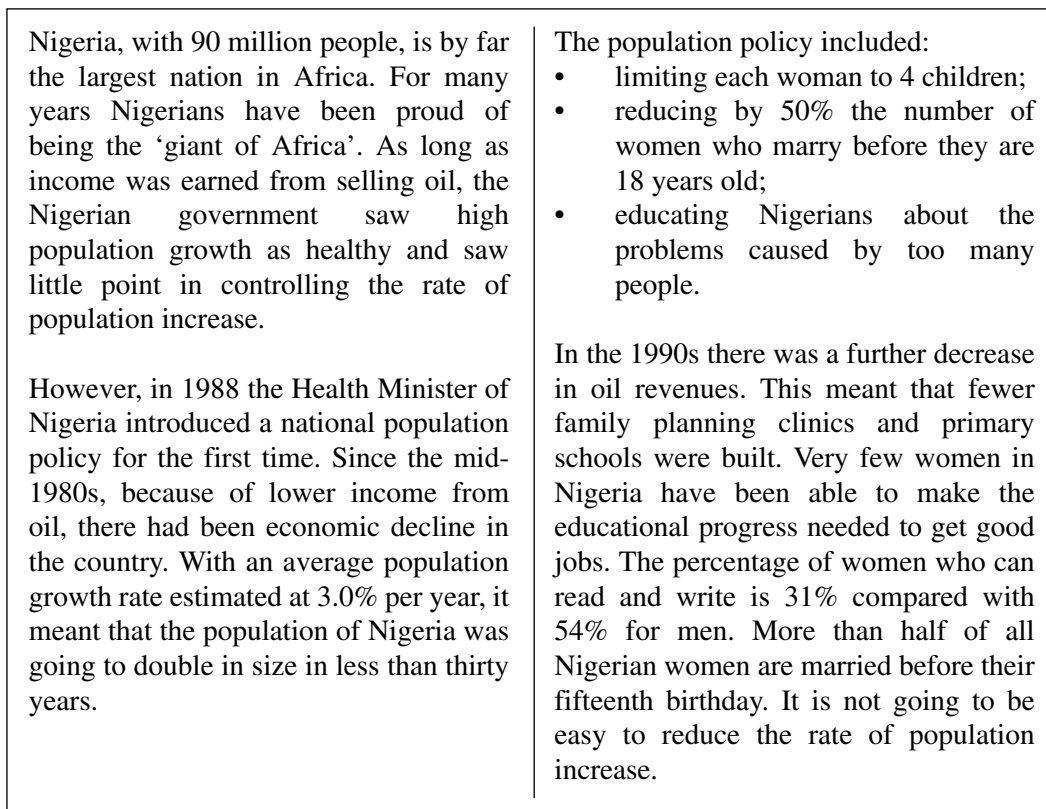 Nigeria, with 90 million people, is by far
the largest nation in Africa. For many
years Nigerians have been proud of
being the ‘giant of Africa’. As long as
income was earned from selling oil, the
Nigerian government saw high
population growth as healthy and saw
little point in controlling the rate of
population increase.
However, in 1988 the Health Minister of
Nigeria introduced a national population
policy for the first time. Since the mid-
1980s, because of lower income from
oil, there had been economic decline in
the country. With an average population
growth rate estimated at 3.0% per year, it
meant that the population of Nigeria was
going to double in size in less than thirty
years.
The population policy included:
• limiting each woman to 4 children;
• reducing by 50% the number of
women who marry before they are
18 years old;
• educating Nigerians about the
problems caused by too many
people.
In the 1990s there was a further decrease
in oil revenues. This meant that fewer
family planning clinics and primary
schools were built. Very few women in
Nigeria have been able to make the
educational progress needed to get good
jobs. The percentage of women who can
read and write is 31% compared with
54% for men. More than half of all
Nigerian women are married before their
fifteenth birthday. It is not going to be
easy to reduce the rate of population
increase.